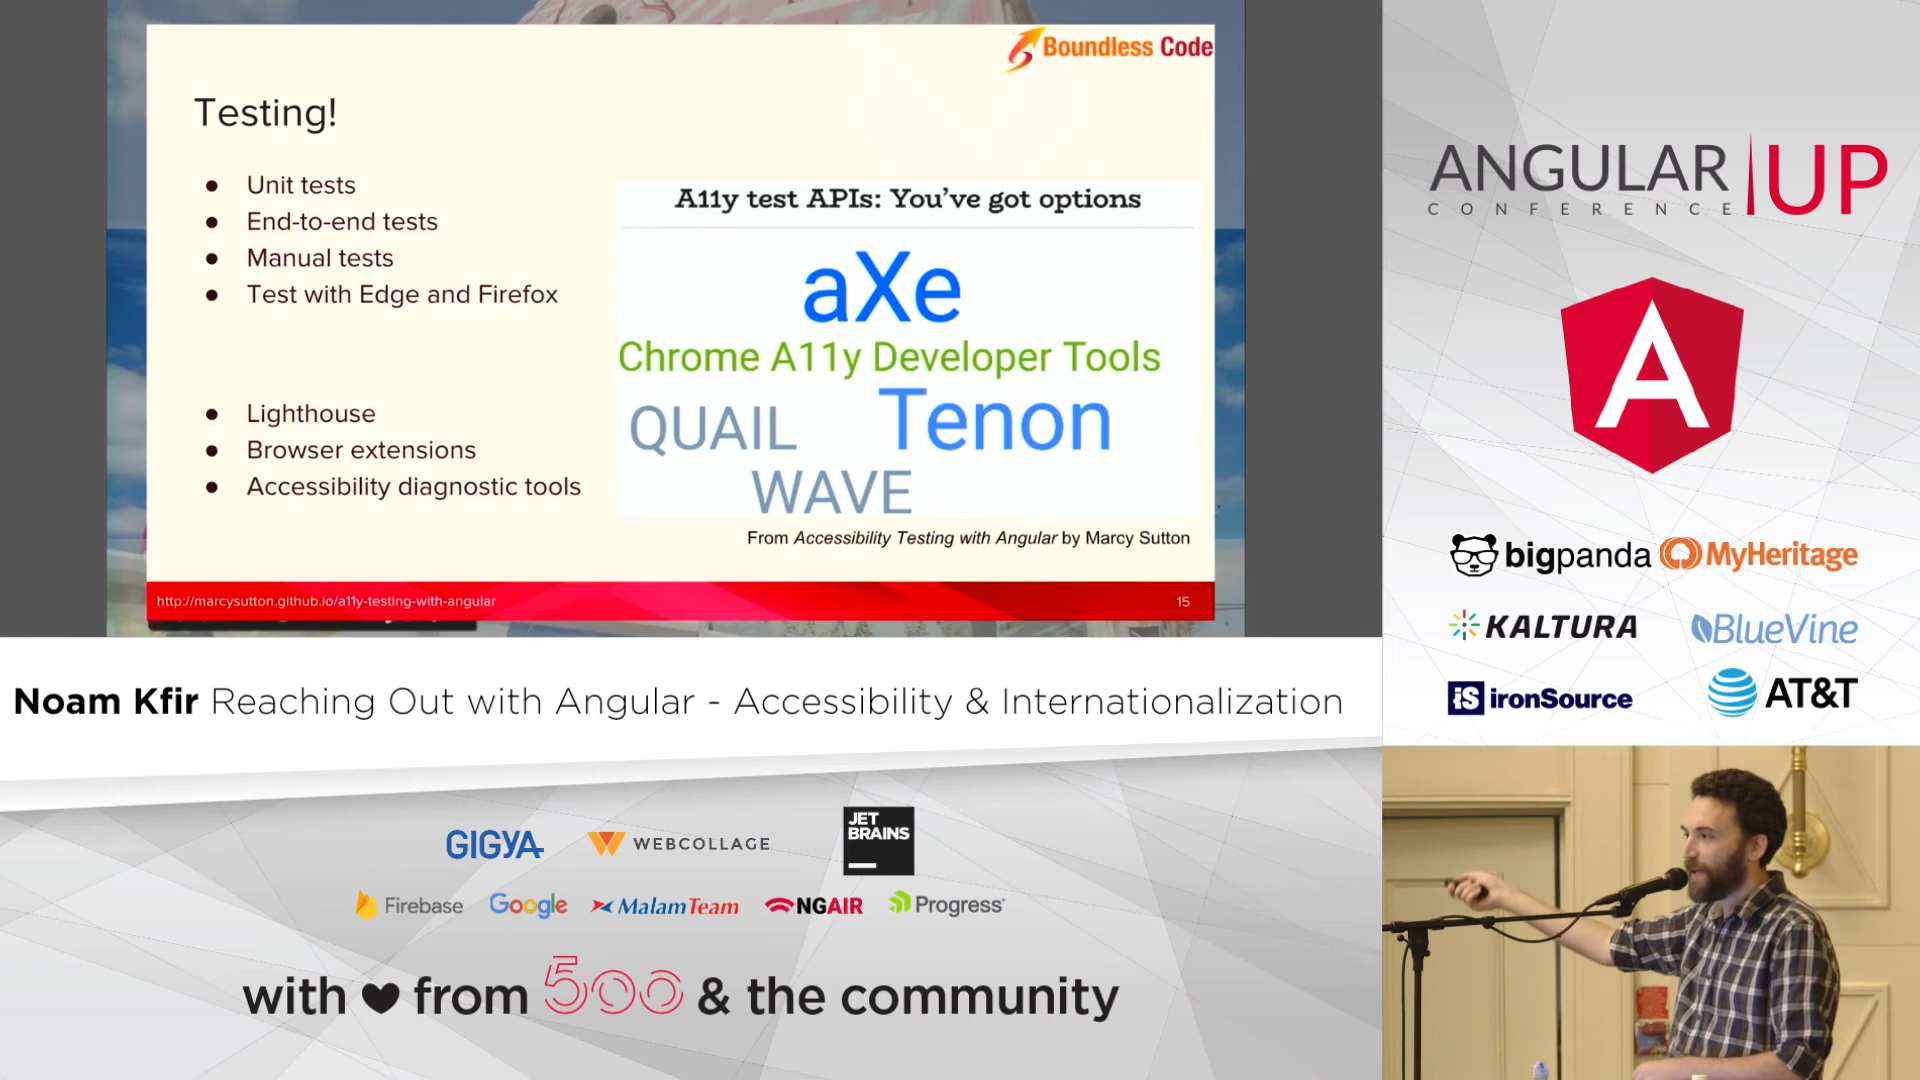 Boundless Code
Testing!
● Unit tests
● End-to-end tests
● Manual tests
● Test with Edge and Firefox
● Lighthouse
● Browser extensions
● Accessibility diagnostic tools
A11y test APIs: You've got options
aXe
Chrome A11y Developer Tools
QUAIL Tenon
WAVE
From Accessibility Testing with Angular by Marcy Sutton
http://marcysutton.github.io/a11y-testing-with-angular 15
Noam Kfir Reaching Out with Angular - Accessibility & Internationalization
GIGYA WEBCOLLAGE JET
BRAINS
Firebase Google MalamTeam NGAIR Progress
with ♥ from 500 & the community
ANGULAR UP
CONFERENCE
A
bigpanda MyHeritage
KALTURA BlueVine
iS ironSource AT&T